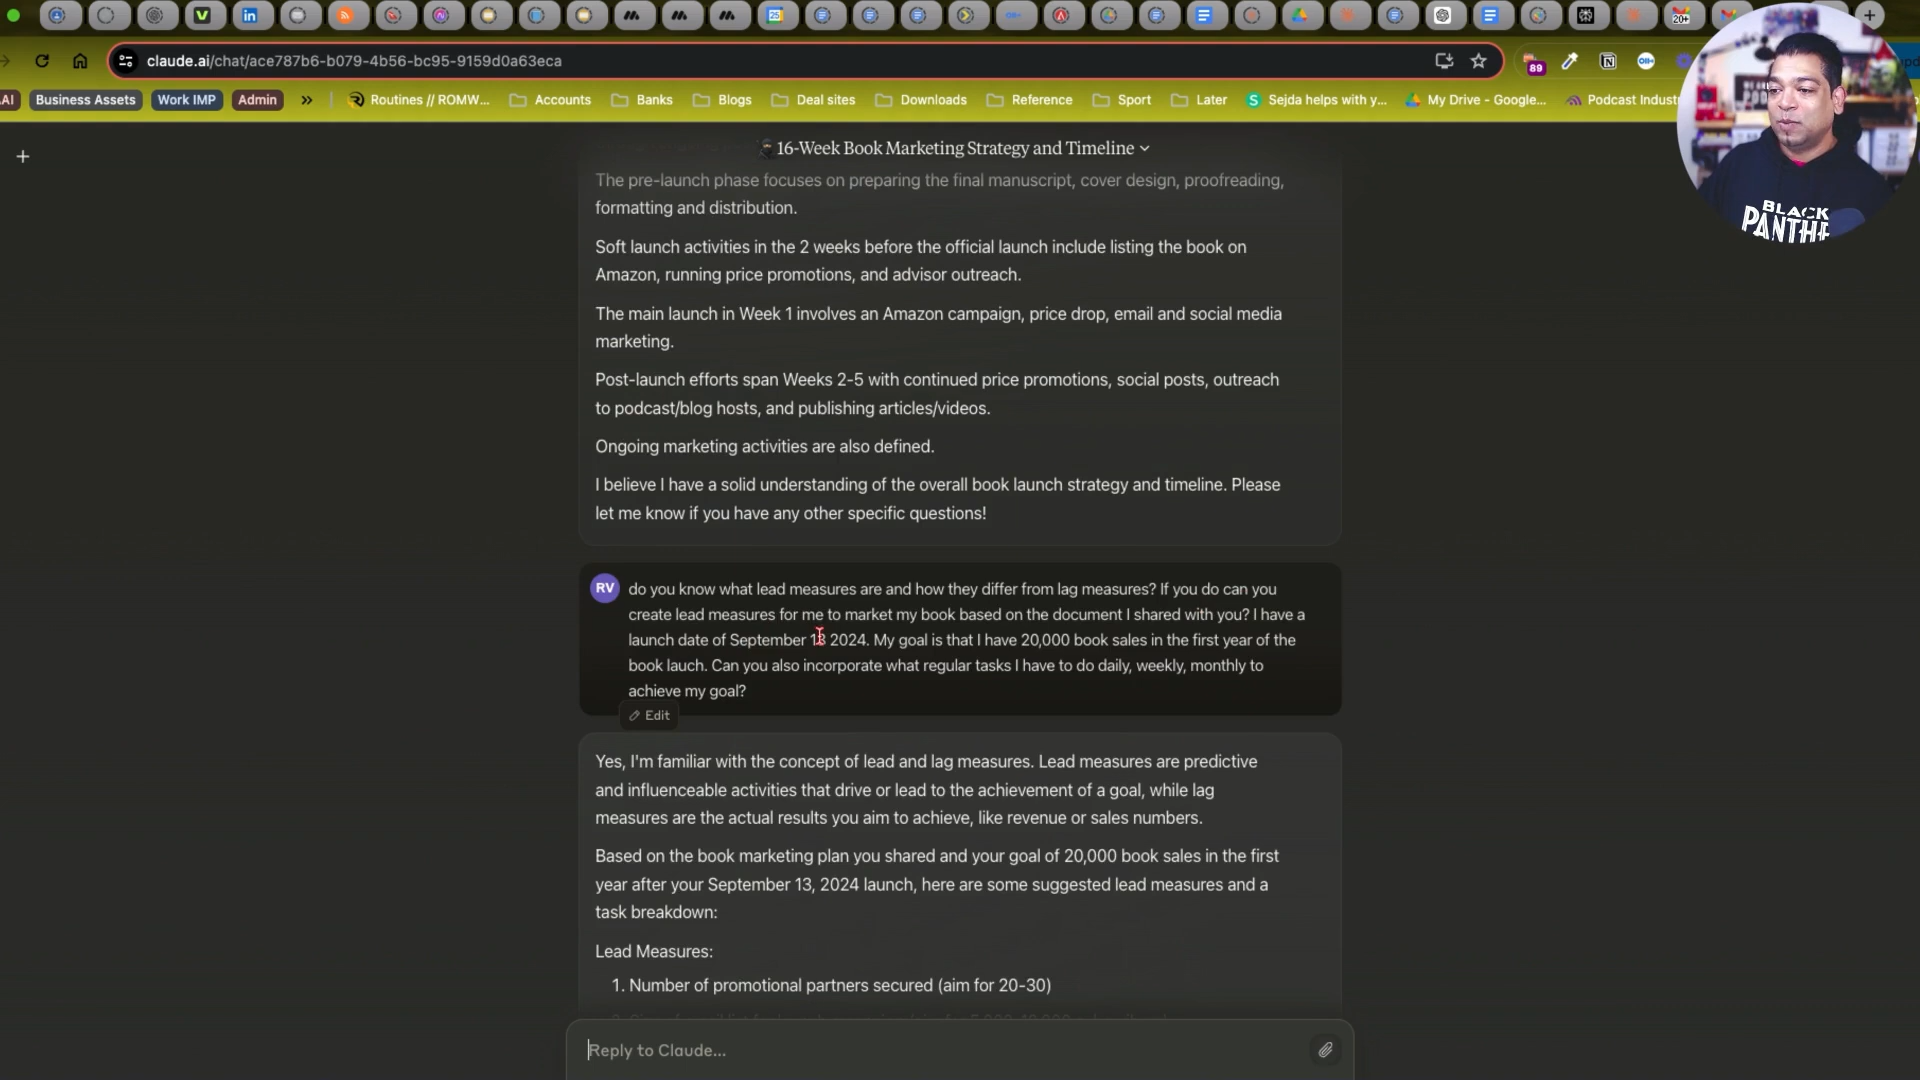 claude.ai/chat/ace787b6-b079-4b56-bc95-9159d0a63eca
89
20+
25
AI
Business Assets
Work IMP
Admin
Routines // ROMW...
Accounts
Banks
Blogs
Deal sites
Downloads
Reference
Sport
Later
Sejda helps with y...
My Drive - Google...
Podcast Indust
BLACK
PANTHE
16-Week Book Marketing Strategy and Timeline
The pre-launch phase focuses on preparing the final manuscript, cover design, proofreading,
formatting and distribution.
Soft launch activities in the 2 weeks before the official launch include listing the book on
Amazon, running price promotions, and advisor outreach.
The main launch in Week 1 involves an Amazon campaign, price drop, email and social media
marketing.
Post-launch efforts span Weeks 2-5 with continued price promotions, social posts, outreach
to podcast/blog hosts, and publishing articles/videos.
Ongoing marketing activities are also defined.
I believe I have a solid understanding of the overall book launch strategy and timeline. Please
let me know if you have any other specific questions!
RV
do you know what lead measures are and how they differ from lag measures? If you do can you
create lead measures for me to market my book based on the document I shared with you? I have a
launch date of September 13 2024. My goal is that I have 20,000 book sales in the first year of the
book lauch. Can you also incorporate what regular tasks I have to do daily, weekly, monthly to
achieve my goal?
Edit
Yes, I'm familiar with the concept of lead and lag measures. Lead measures are predictive
and influenceable activities that drive or lead to the achievement of a goal, while lag
measures are the actual results you aim to achieve, like revenue or sales numbers.
Based on the book marketing plan you shared and your goal of 20,000 book sales in the first
year after your September 13, 2024 launch, here are some suggested lead measures and a
task breakdown:
Lead Measures:
1. Number of promotional partners secured (aim for 20-30)
Reply to Claude...